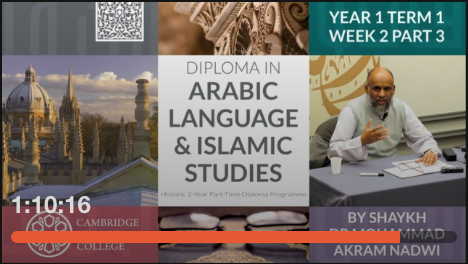 YEAR 1 TERM 1
WEEK 2 PART 3
DIPLOMA IN
ARABIC
LANGUAGE
& ISLAMIC
STUDIES
Historic 2-Year Part-Time Diploma Programme
1:10:16
CAMBRIDGE
COLLEGE
BY SHAYKH
DR MOHAMMAD
AKRAM NADWI